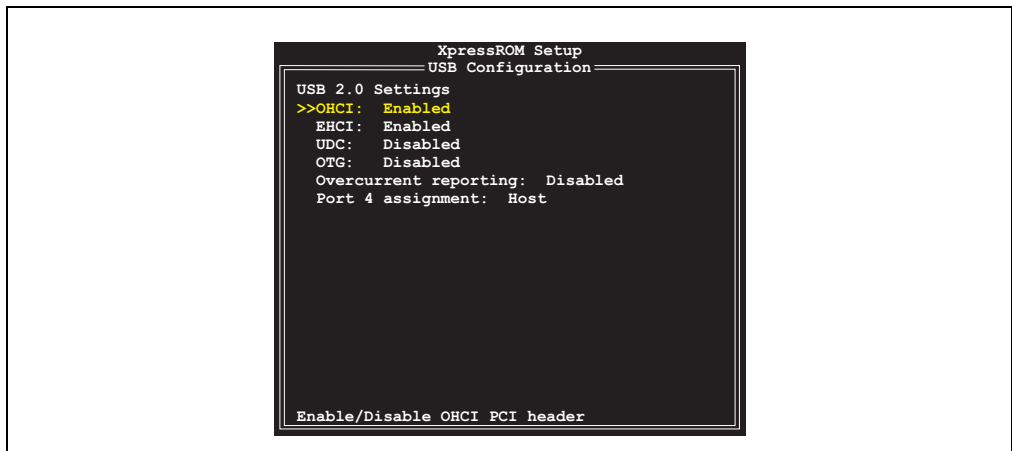 XpressROM Setup
USB Configuration
USB 2.0 Settings
>>OHCI: Enabled
EHCI: Enabled
UDC: Disabled
OTG: Disabled
Overcurrent reporting: Disabled
Port 4 assignment: Host
Enable/Disable OHCI PCI header